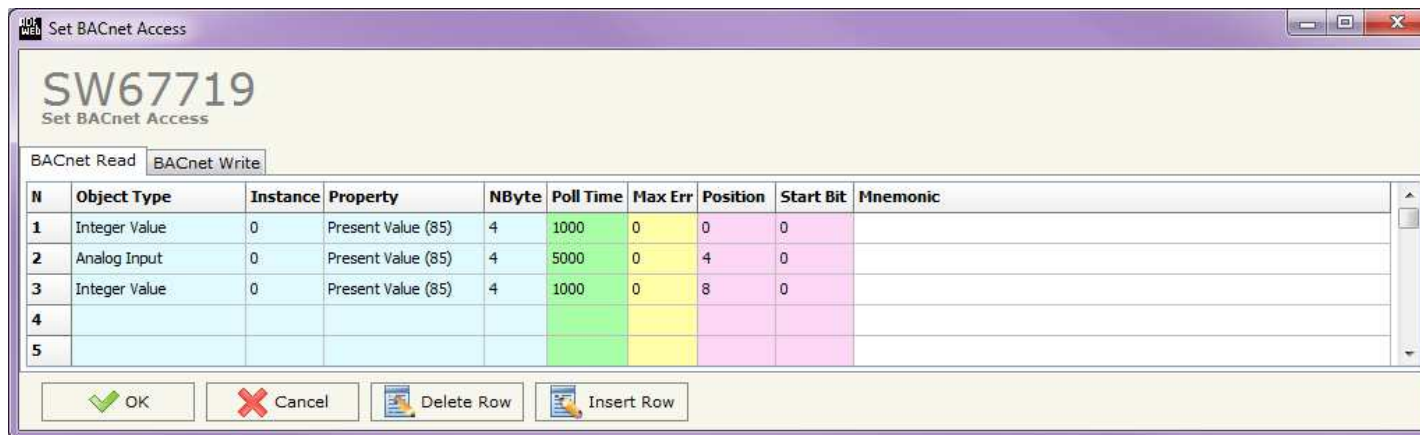 ADF
WEB
Set BACnet Access
SW67719
Set BACnet Access
BACnet Read BACnet Write
N Object Type Instance Property NByte Poll Time Max Err Position Start Bit Mnemonic
1 Integer Value 0 Present Value (85) 4 1000 0 0 0
2 Analog Input 0 Present Value (85) 4 5000 0 4 0
3 Integer Value 0 Present Value (85) 4 1000 0 8 0
4
5
OK Cancel Delete Row Insert Row